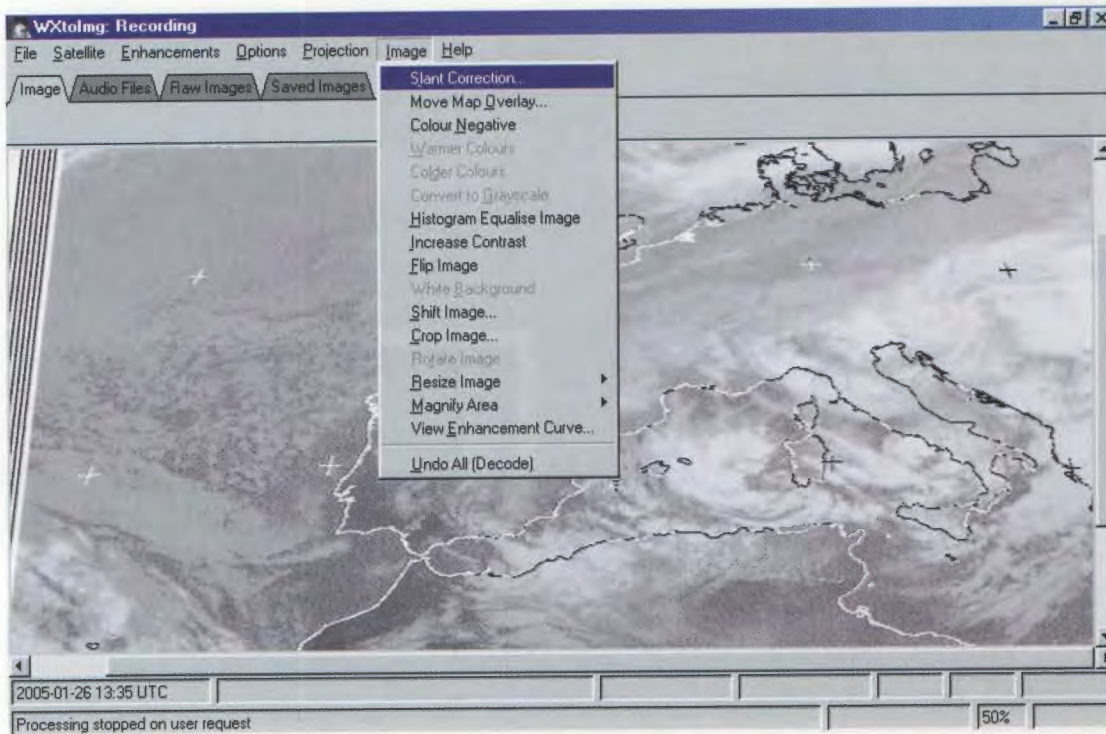 WXtoImg: Recording
File Satellite Enhancements Options Projection Image Help
Image Audio Files Raw Images Saved Images
Slant Correction...
Move Map Overlay...
Colour Negative
Warmer Colours
Colder Colours
Convert to Grayscale
Histogram Equalise Image
Increase Contrast
Flip Image
White Background
Shift Image...
Crop Image...
Rotate Image
Resize Image
Magnify Area
View Enhancement Curve...
Undo All (Decode)
2005-01-26 13:35 UTC
Processing stopped on user request
50%